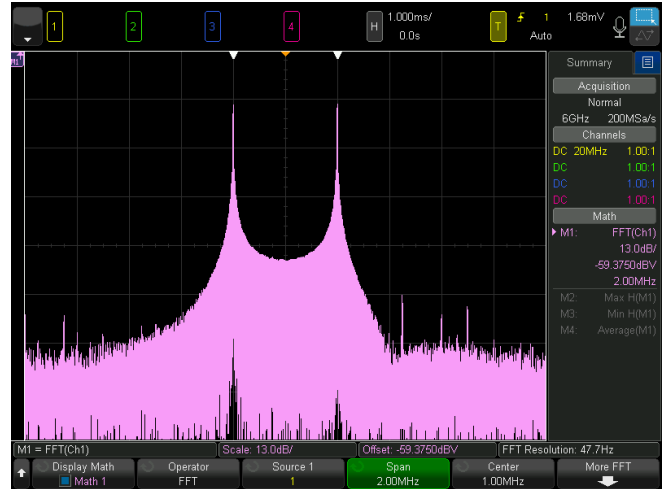 1 2 3 4 H 1.000ms/ 0.0s T 1 1.68mV Auto
M1
Summary
Acquisition
Normal
6GHz 200MSa/s
Channels
DC 20MHz 1.00:1
DC 1.00:1
DC 1.00:1
DC 1.00:1
Math
M1: FFT(Ch1)
13.0dB/
-59.3750dBV
2.00MHz
M2: Max H(M1)
M3: Min H(M1)
M4: Average(M1)
M1 = FFT(Ch1) Scale: 13.0dB/ Offset: -59.3750dBV FFT Resolution: 47.7Hz
Display Math Operator Source 1 Span Center More FFT
Math 1 FFT 1 2.00MHz 1.00MHz